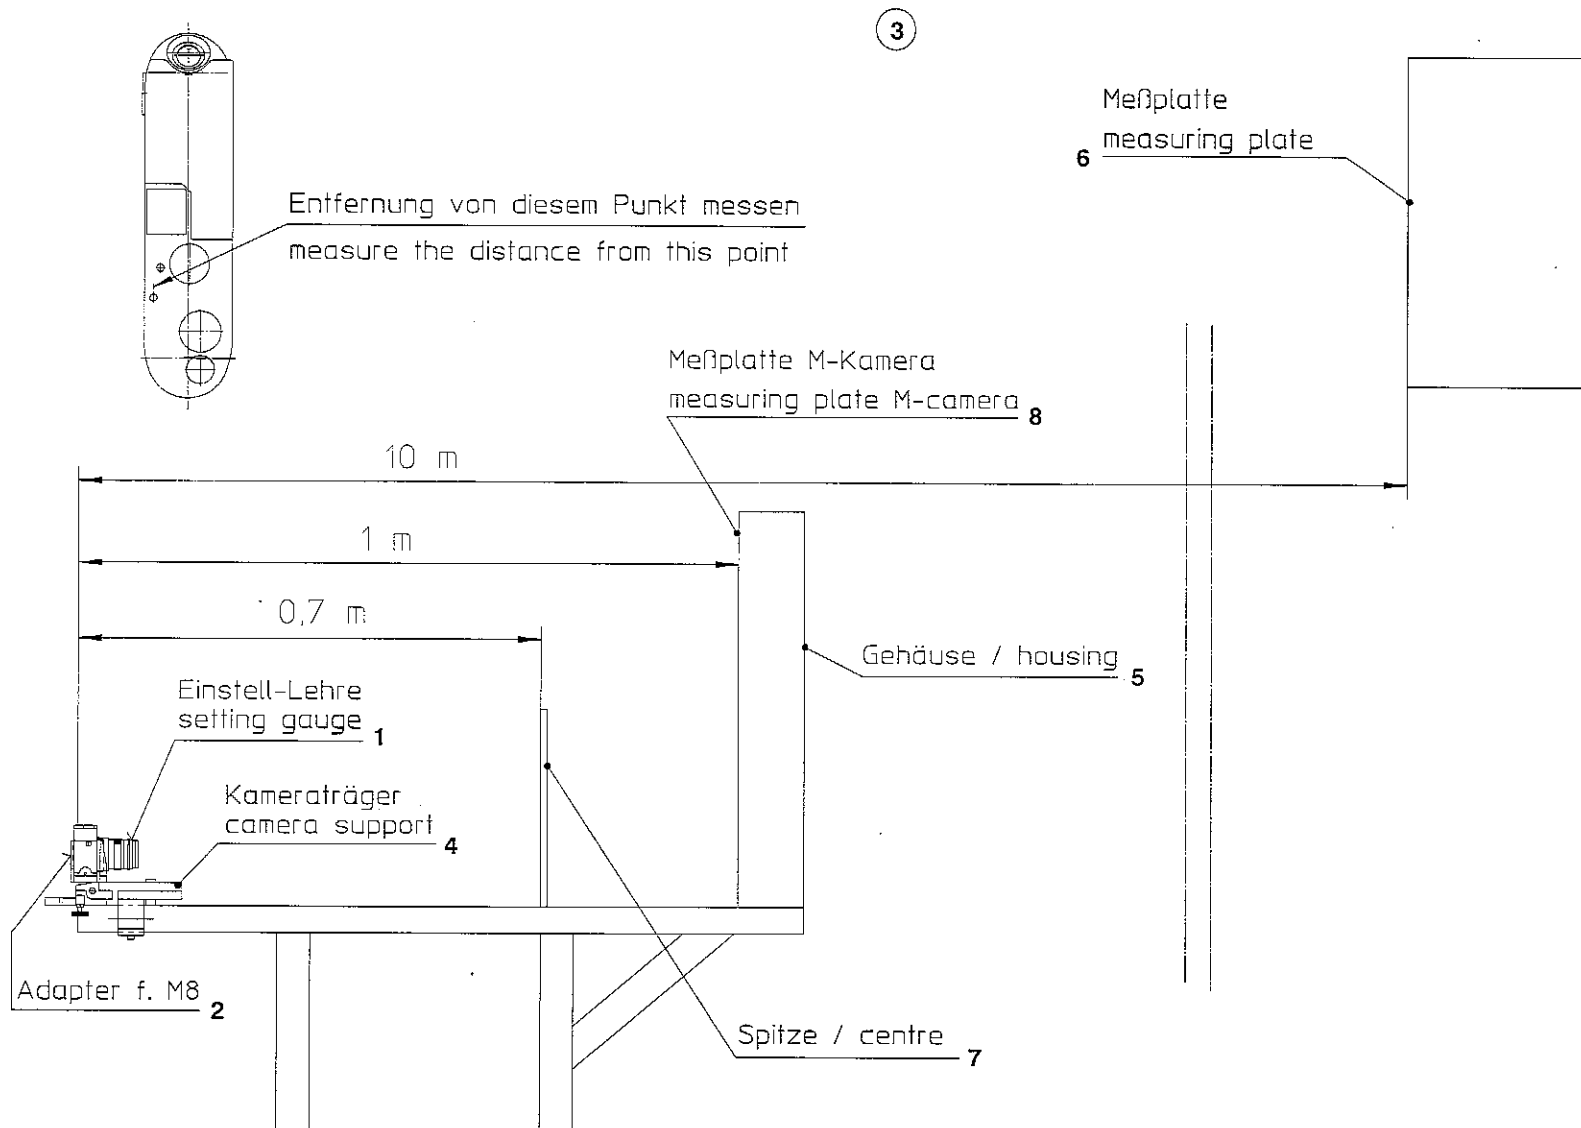 3
Meßplatte
measuring plate 6
Entfernung von diesem Punkt messen
measure the distance from this point
Meßplatte M-Kamera
measuring plate M-camera 8
10 m
1 m
0,7 m
Gehäuse / housing 5
Einstell-Lehre
setting gauge 1
Kameraträger
camera support 4
Adapter f. M8 2
Spitze / centre 7